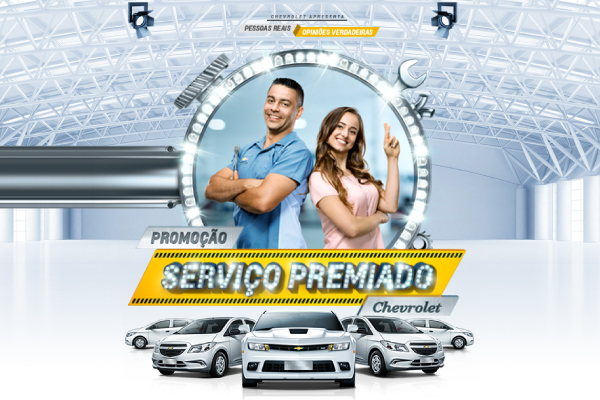 CHEVROLET APRESENTA
PESSOAS REAIS
OPINIÕES VERDADEIRAS
PROMOÇÃO
SERVIÇO PREMIADO
Chevrolet